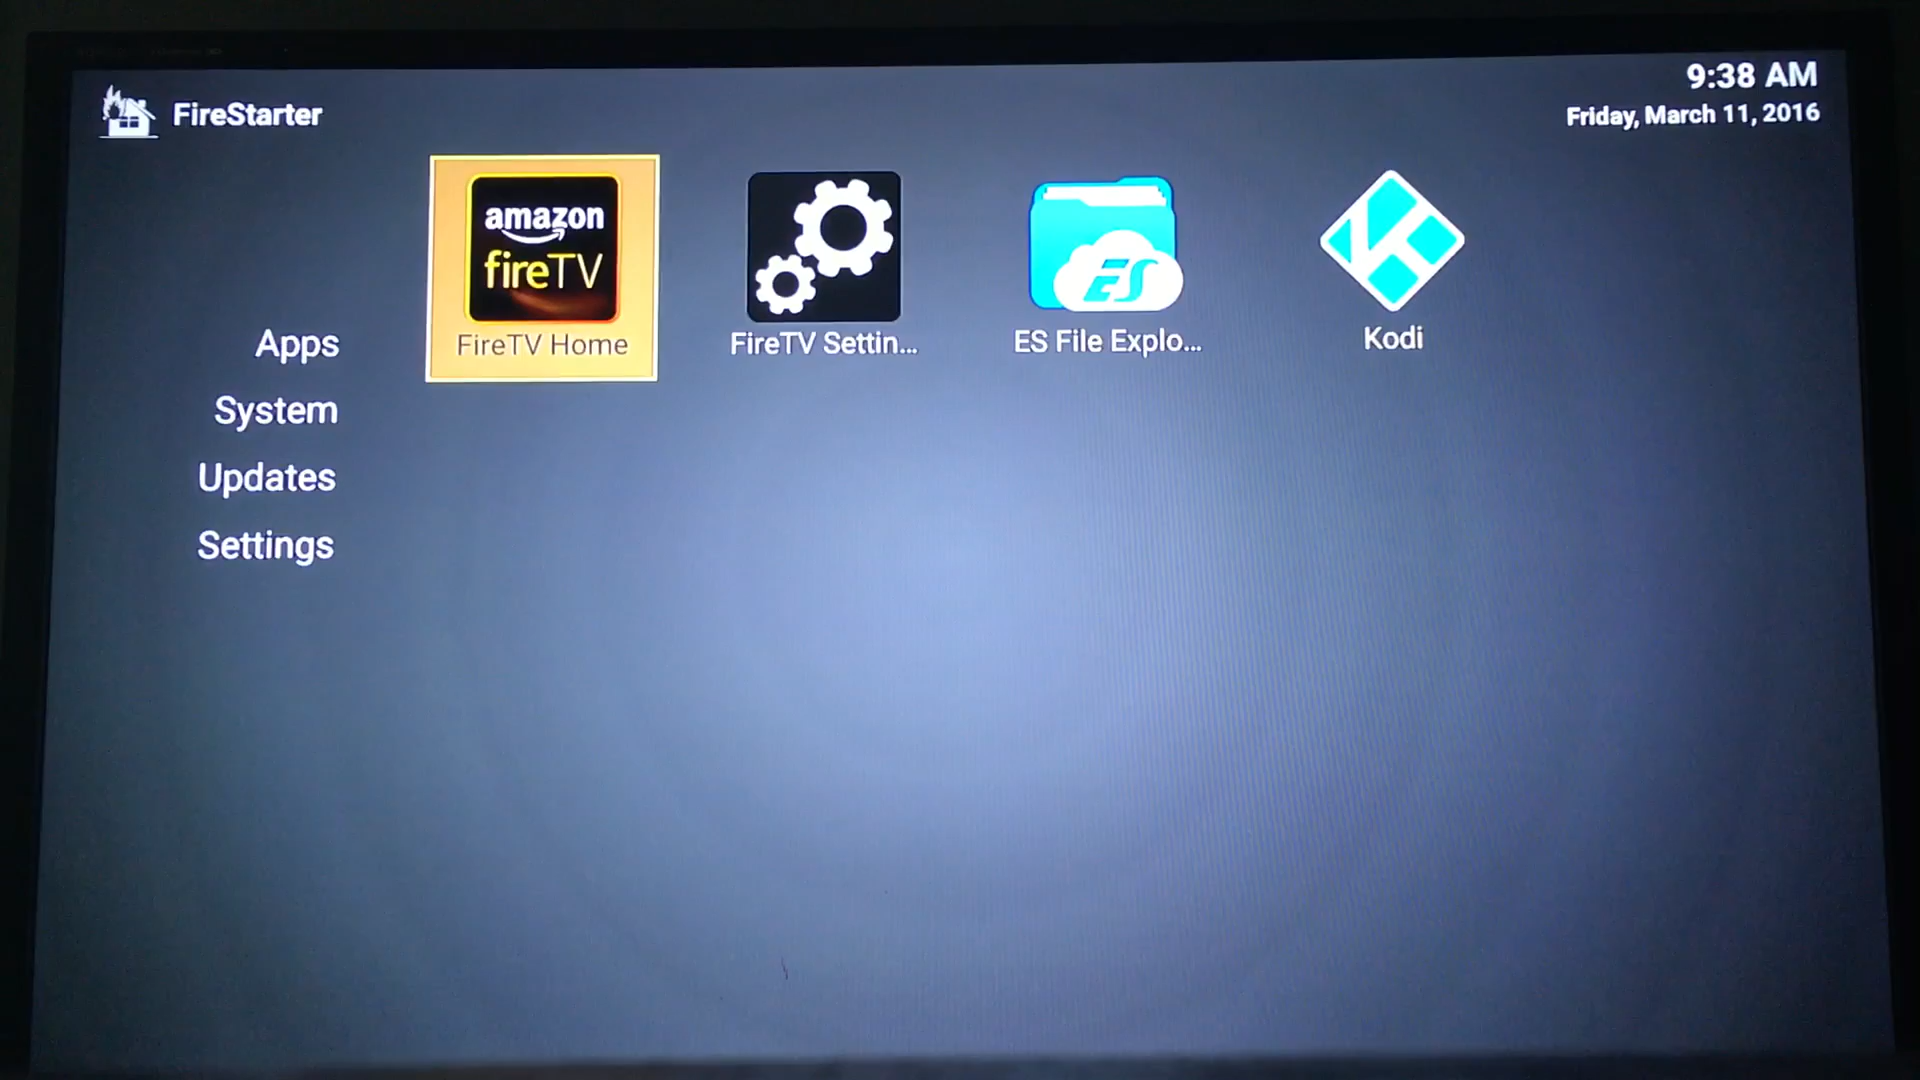 FireStarter
9:38 AM
Friday, March 11, 2016
amazon
fireTV
FireTV Home
FireTV Settin...
ES
ES File Explo...
Kodi
Apps
System
Updates
Settings